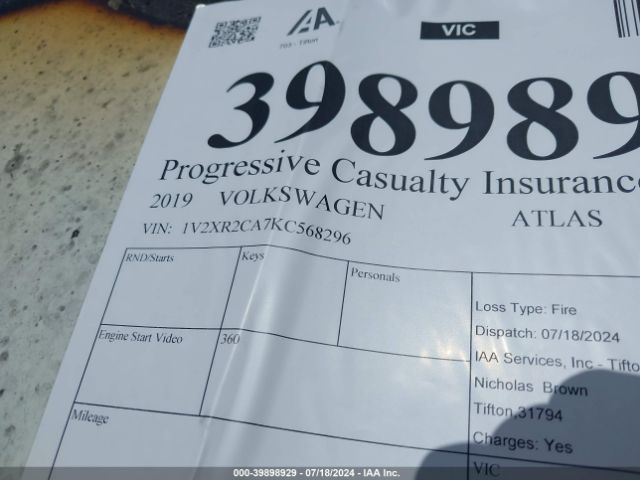 IAA
VIC
703 - Tifton
398989
Progressive Casualty Insurance
2019 VOLKSWAGEN ATLAS
VIN: 1V2XR2CA7KC568296
RND/Starts
Keys
Personals
Loss Type: Fire
Dispatch: 07/18/2024
Engine Start Video
360
IAA Services, Inc - Tifto
Nicholas Brown
Tifton,31794
Mileage
Charges: Yes
VIC
000-39898929 - 07/18/2024 - IAA Inc.